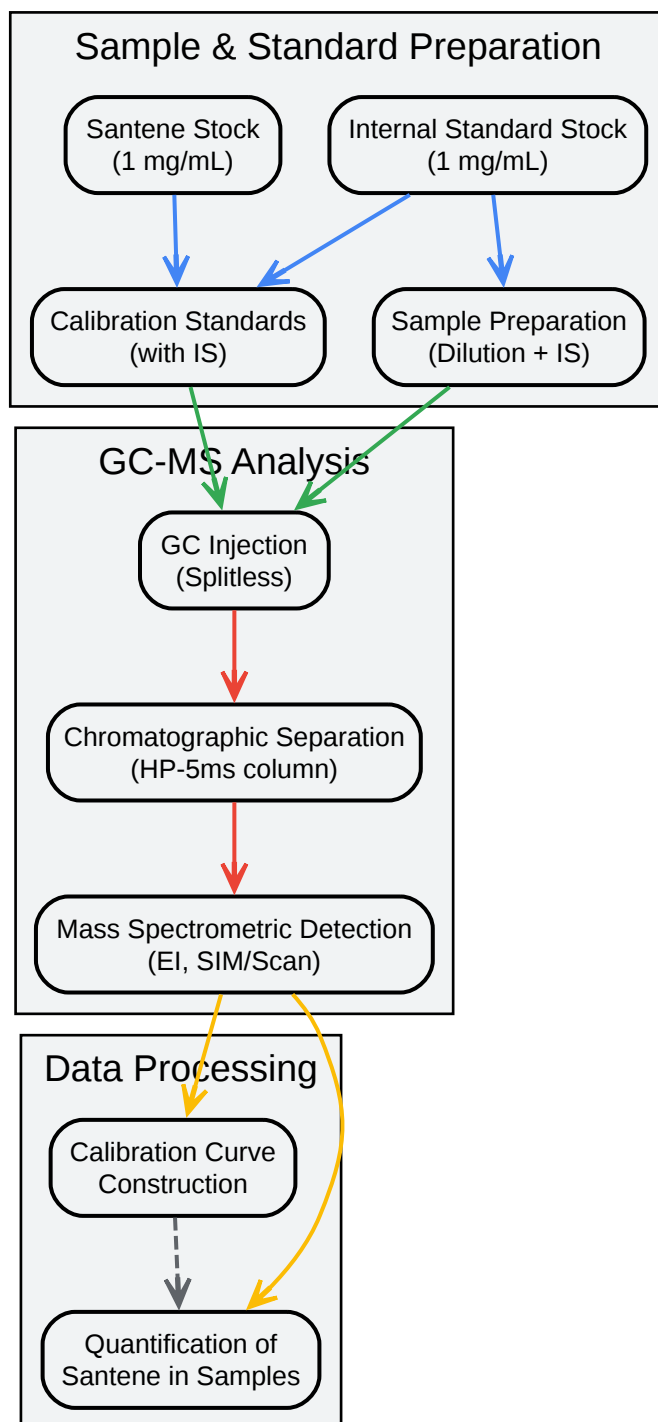 Sample & Standard Preparation
Santene Stock
(1 mg/mL)
Internal Standard Stock
(1 mg/mL)
Calibration Standards
(with IS)
Sample Preparation
(Dilution + IS)
GC-MS Analysis
GC Injection
(Splitless)
Chromatographic Separation
(HP-5ms column)
Mass Spectrometric Detection
(EI, SIM/Scan)
Data Processing
Calibration Curve
Construction
Quantification of
Santene in Samples